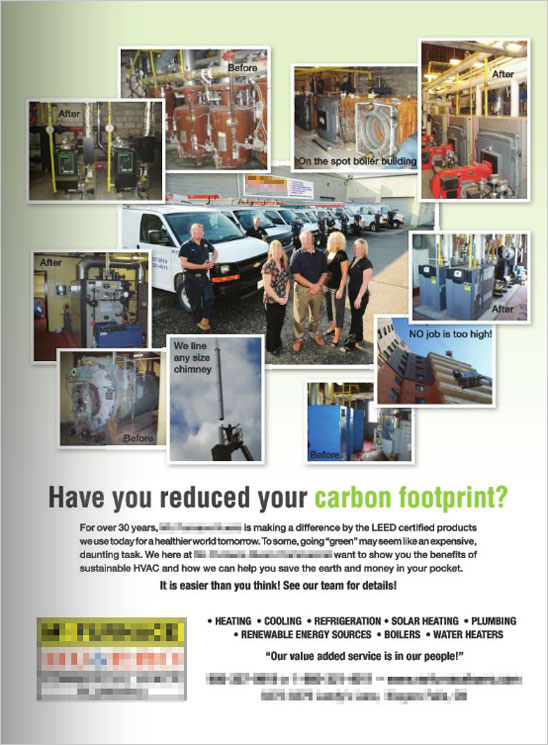 Before
After
After
On the spot boiler building
After
After
We line
any size
chimney
NO job is too high!
Before
Before
Have you reduced your carbon footprint?
For over 30 years, is making a difference by the LEED certified products
we use today for a healthier world tomorrow. To some, going “green” may seem like an expensive,
daunting task. We here at want to show you the benefits of
sustainable HVAC and how we can help you save the earth and money in your pocket.
It is easier than you think! See our team for details!
• HEATING • COOLING • REFRIGERATION • SOLAR HEATING • PLUMBING
• RENEWABLE ENERGY SOURCES • BOILERS • WATER HEATERS
“Our value added service is in our people!”